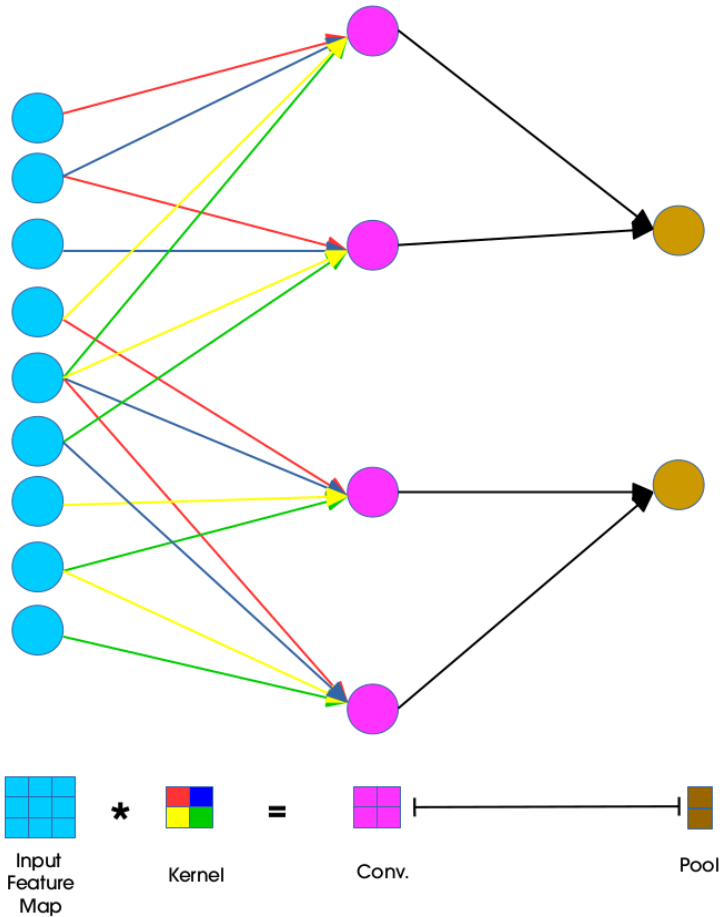 *
=
Input
Feature
Map
Kernel
Conv.
Pool